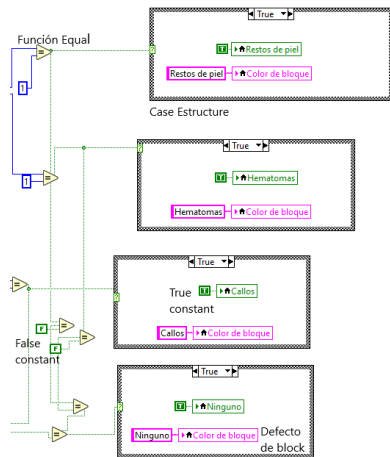 True
Función Equal
T
Restos de piel
1
Restos de piel
Color de bloque
Case Estructure
True
1
T
Hematomas
Hematomas
Color de bloque
True
True
constant
T
Callos
F
False
constant
F
Callos
Color de bloque
True
T
Ninguno
Ninguno
Color de bloque
Defecto
de block